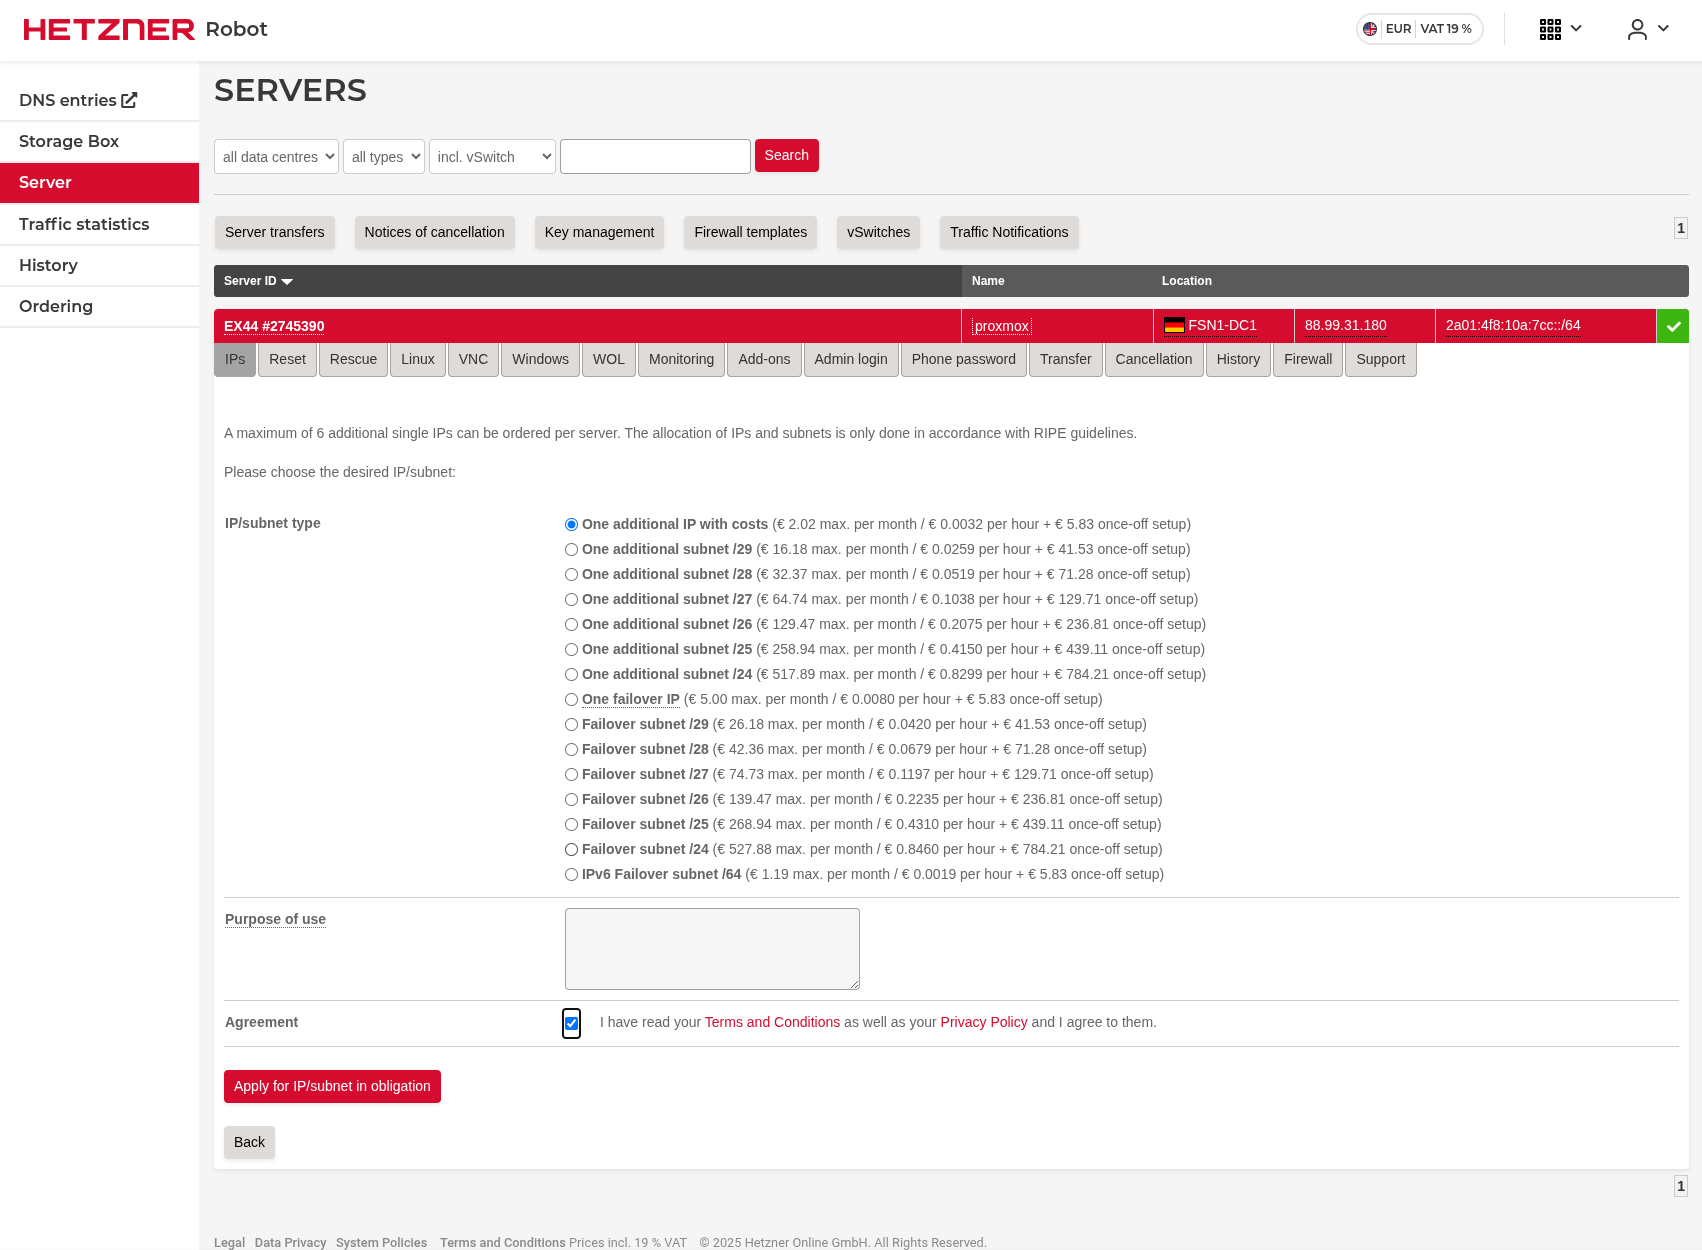 HETZNER Robot
EUR VAT 19 %
DNS entries
Storage Box
Server
Traffic statistics
History
Ordering
SERVERS
all data centres all types incl. vSwitch Search
Server transfers Notices of cancellation Key management Firewall templates vSwitches Traffic Notifications 1
Server ID Name Location
EX44 #2745390 proxmox FSN1-DC1 88.99.31.180 2a01:4f8:10a:7cc::/64
IPs Reset Rescue Linux VNC Windows WOL Monitoring Add-ons Admin login Phone password Transfer Cancellation History Firewall Support
A maximum of 6 additional single IPs can be ordered per server. The allocation of IPs and subnets is only done in accordance with RIPE guidelines.
Please choose the desired IP/subnet:
IP/subnet type
One additional IP with costs (€ 2.02 max. per month / € 0.0032 per hour + € 5.83 once-off setup)
One additional subnet /29 (€ 16.18 max. per month / € 0.0259 per hour + € 41.53 once-off setup)
One additional subnet /28 (€ 32.37 max. per month / € 0.0519 per hour + € 71.28 once-off setup)
One additional subnet /27 (€ 64.74 max. per month / € 0.1038 per hour + € 129.71 once-off setup)
One additional subnet /26 (€ 129.47 max. per month / € 0.2075 per hour + € 236.81 once-off setup)
One additional subnet /25 (€ 258.94 max. per month / € 0.4150 per hour + € 439.11 once-off setup)
One additional subnet /24 (€ 517.89 max. per month / € 0.8299 per hour + € 784.21 once-off setup)
One failover IP (€ 5.00 max. per month / € 0.0080 per hour + € 5.83 once-off setup)
Failover subnet /29 (€ 26.18 max. per month / € 0.0420 per hour + € 41.53 once-off setup)
Failover subnet /28 (€ 42.36 max. per month / € 0.0679 per hour + € 71.28 once-off setup)
Failover subnet /27 (€ 74.73 max. per month / € 0.1197 per hour + € 129.71 once-off setup)
Failover subnet /26 (€ 139.47 max. per month / € 0.2235 per hour + € 236.81 once-off setup)
Failover subnet /25 (€ 268.94 max. per month / € 0.4310 per hour + € 439.11 once-off setup)
Failover subnet /24 (€ 527.88 max. per month / € 0.8460 per hour + € 784.21 once-off setup)
IPv6 Failover subnet /64 (€ 1.19 max. per month / € 0.0019 per hour + € 5.83 once-off setup)
Purpose of use
Agreement I have read your Terms and Conditions as well as your Privacy Policy and I agree to them.
Apply for IP/subnet in obligation
Back
1
Legal Data Privacy System Policies Terms and Conditions Prices incl. 19 % VAT © 2025 Hetzner Online GmbH. All Rights Reserved.